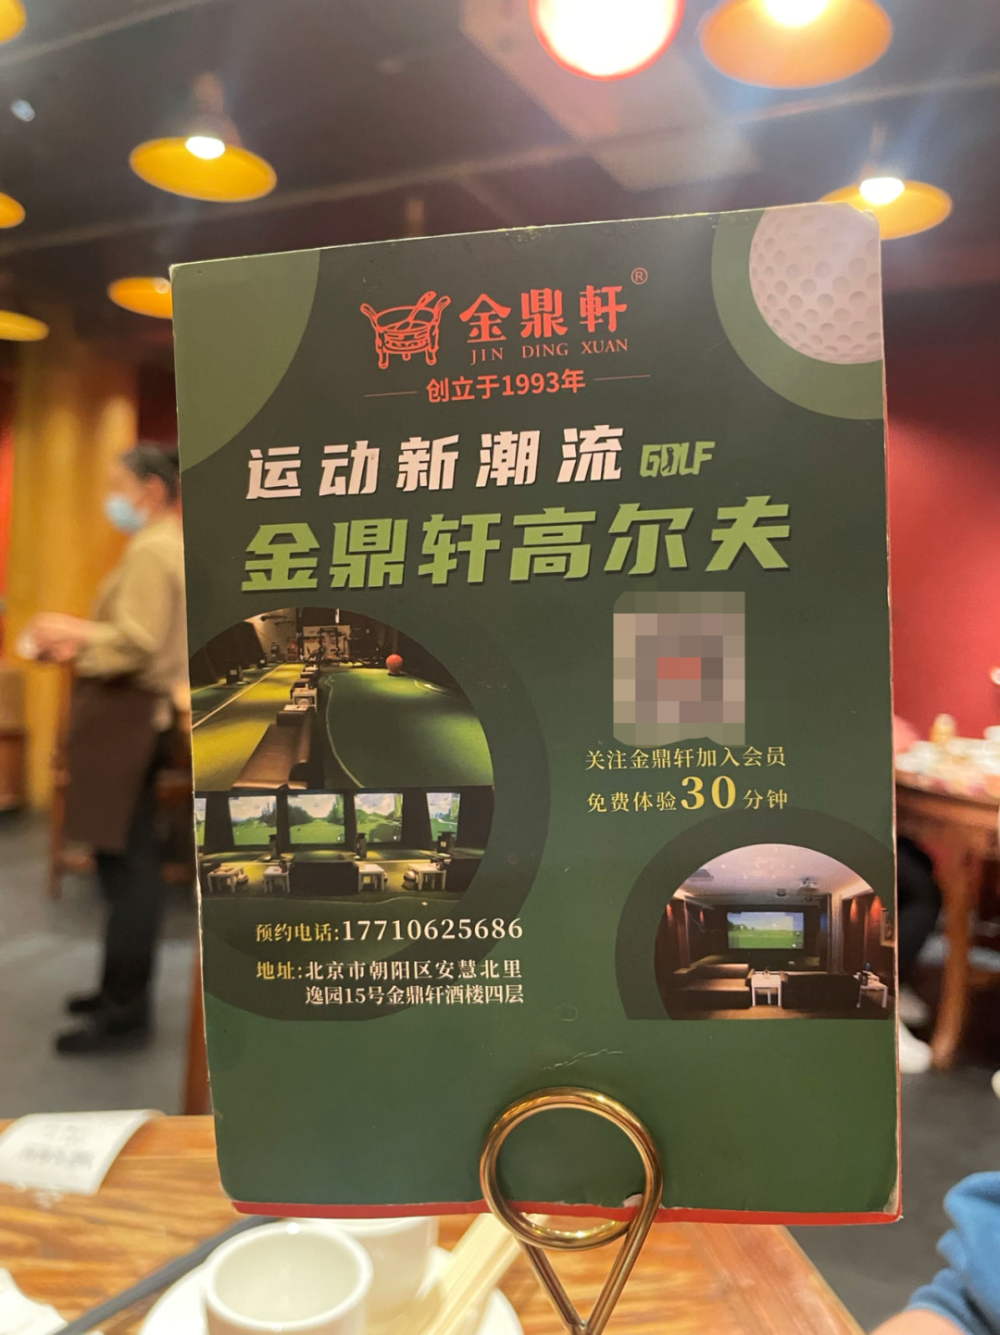 金鼎軒®
JIN DING XUAN
创立于1993年
运动新潮流 GOLF
金鼎轩高尔夫
关注金鼎轩加入会员
免费体验30分钟
预约电话:17710625686
地址:北京市朝阳区安慧北里
逸园15号金鼎轩酒楼四层